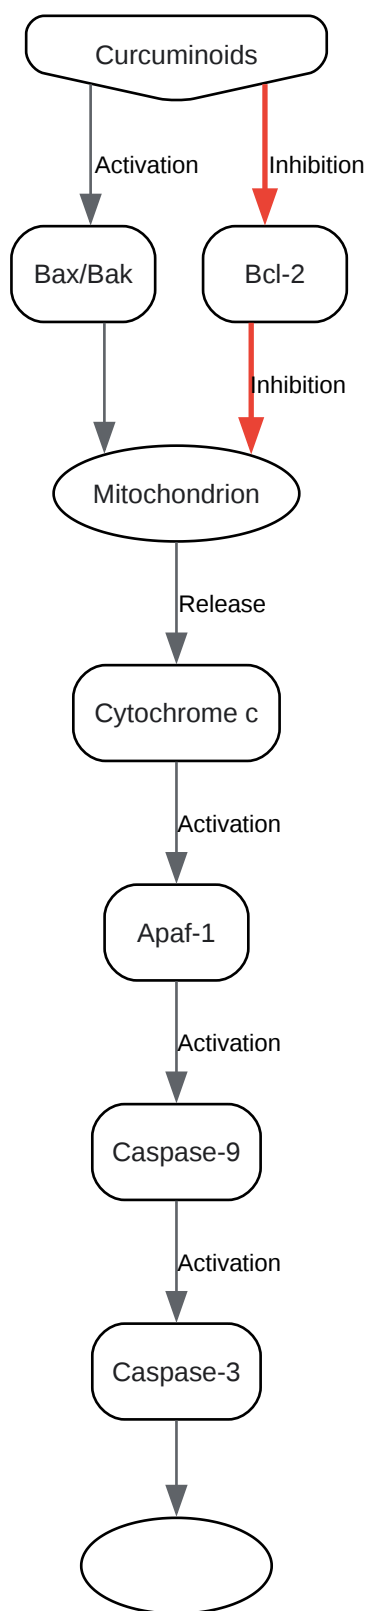 Curcuminoids
Activation
Inhibition
Bax/Bak
Bcl-2
Inhibition
Mitochondrion
Release
Cytochrome c
Activation
Apaf-1
Activation
Caspase-9
Activation
Caspase-3